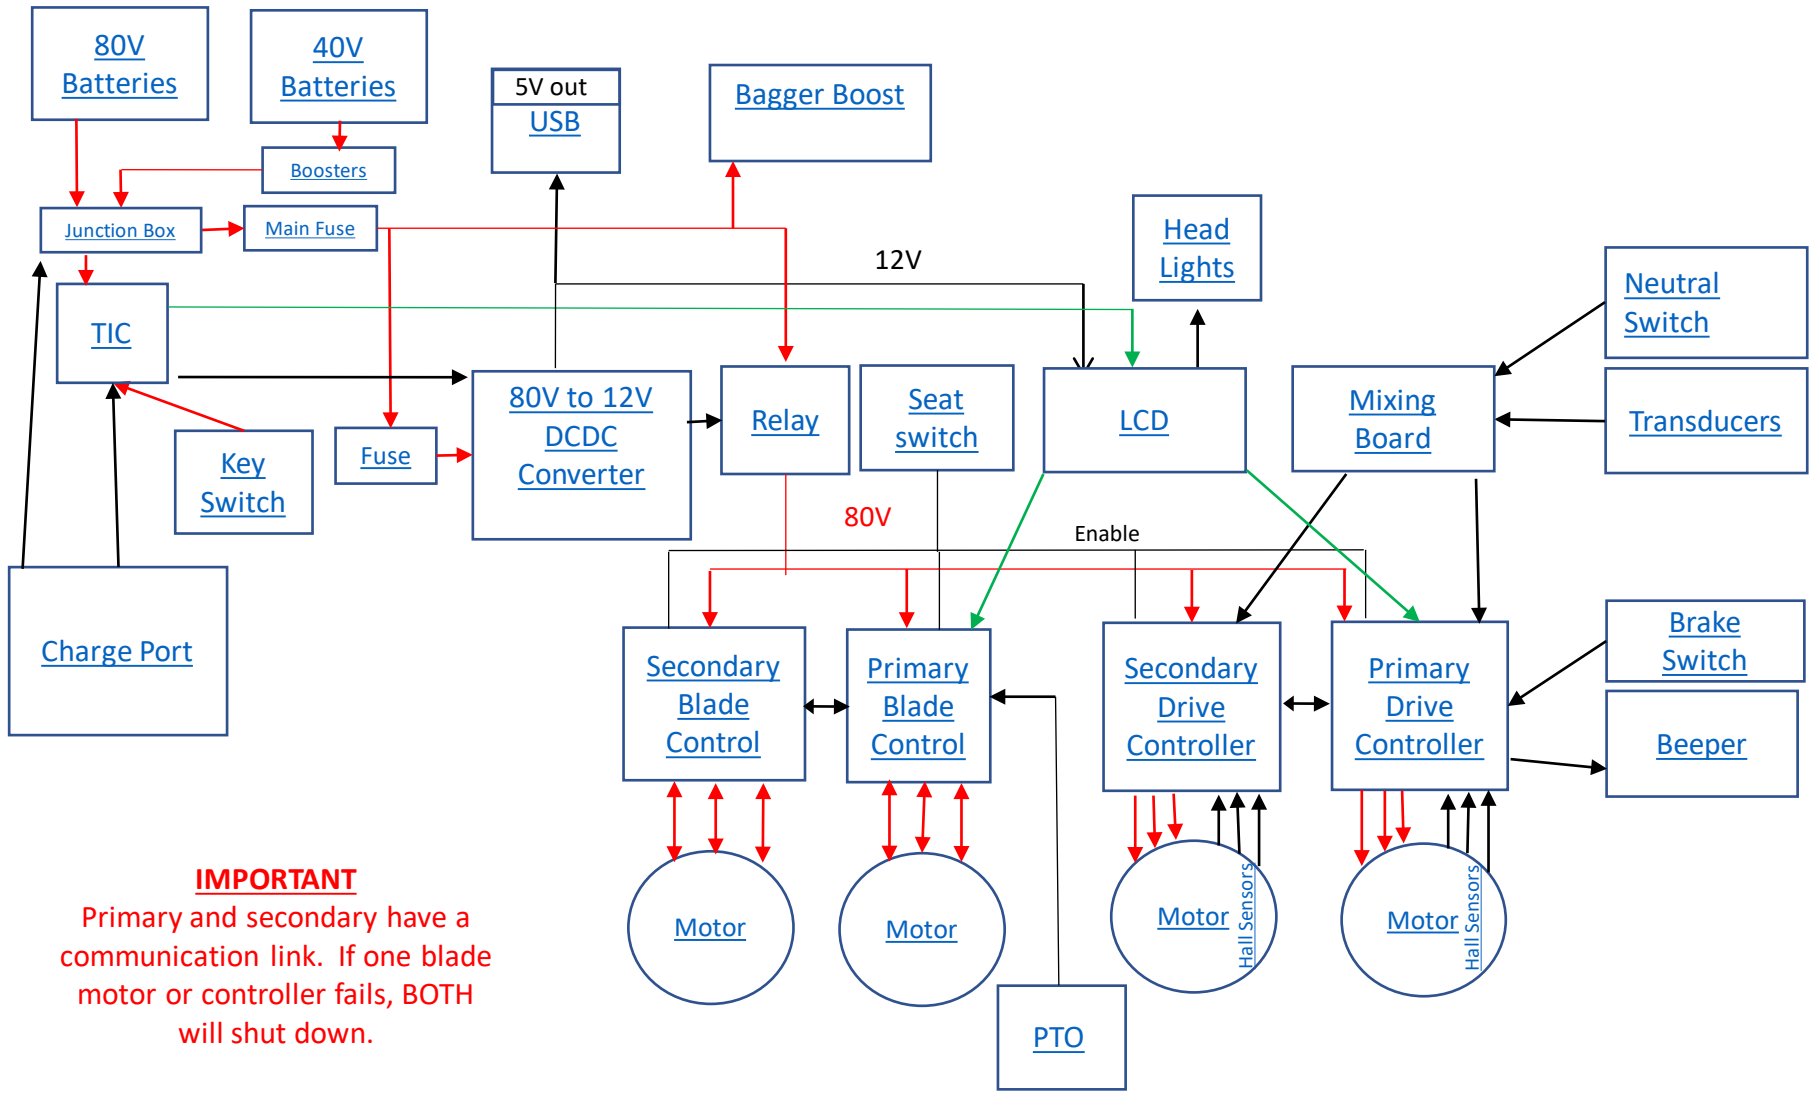 80V
Batteries
40V
Batteries
5V out
USB
Bagger Boost
Boosters
Junction Box
Main Fuse
Head
Lights
12V
Neutral
Switch
TIC
80V to 12V
DCDC
Converter
Relay
Seat
switch
LCD
Mixing
Board
Transducers
Key
Switch
Fuse
80V
Enable
Charge Port
Secondary
Blade
Control
Primary
Blade
Control
Secondary
Drive
Controller
Primary
Drive
Controller
Brake
Switch
Beeper
IMPORTANT
Primary and secondary have a
communication link. If one blade
motor or controller fails, BOTH
will shut down.
Motor
Motor
Motor
Hall Sensors
Motor
Hall Sensors
PTO